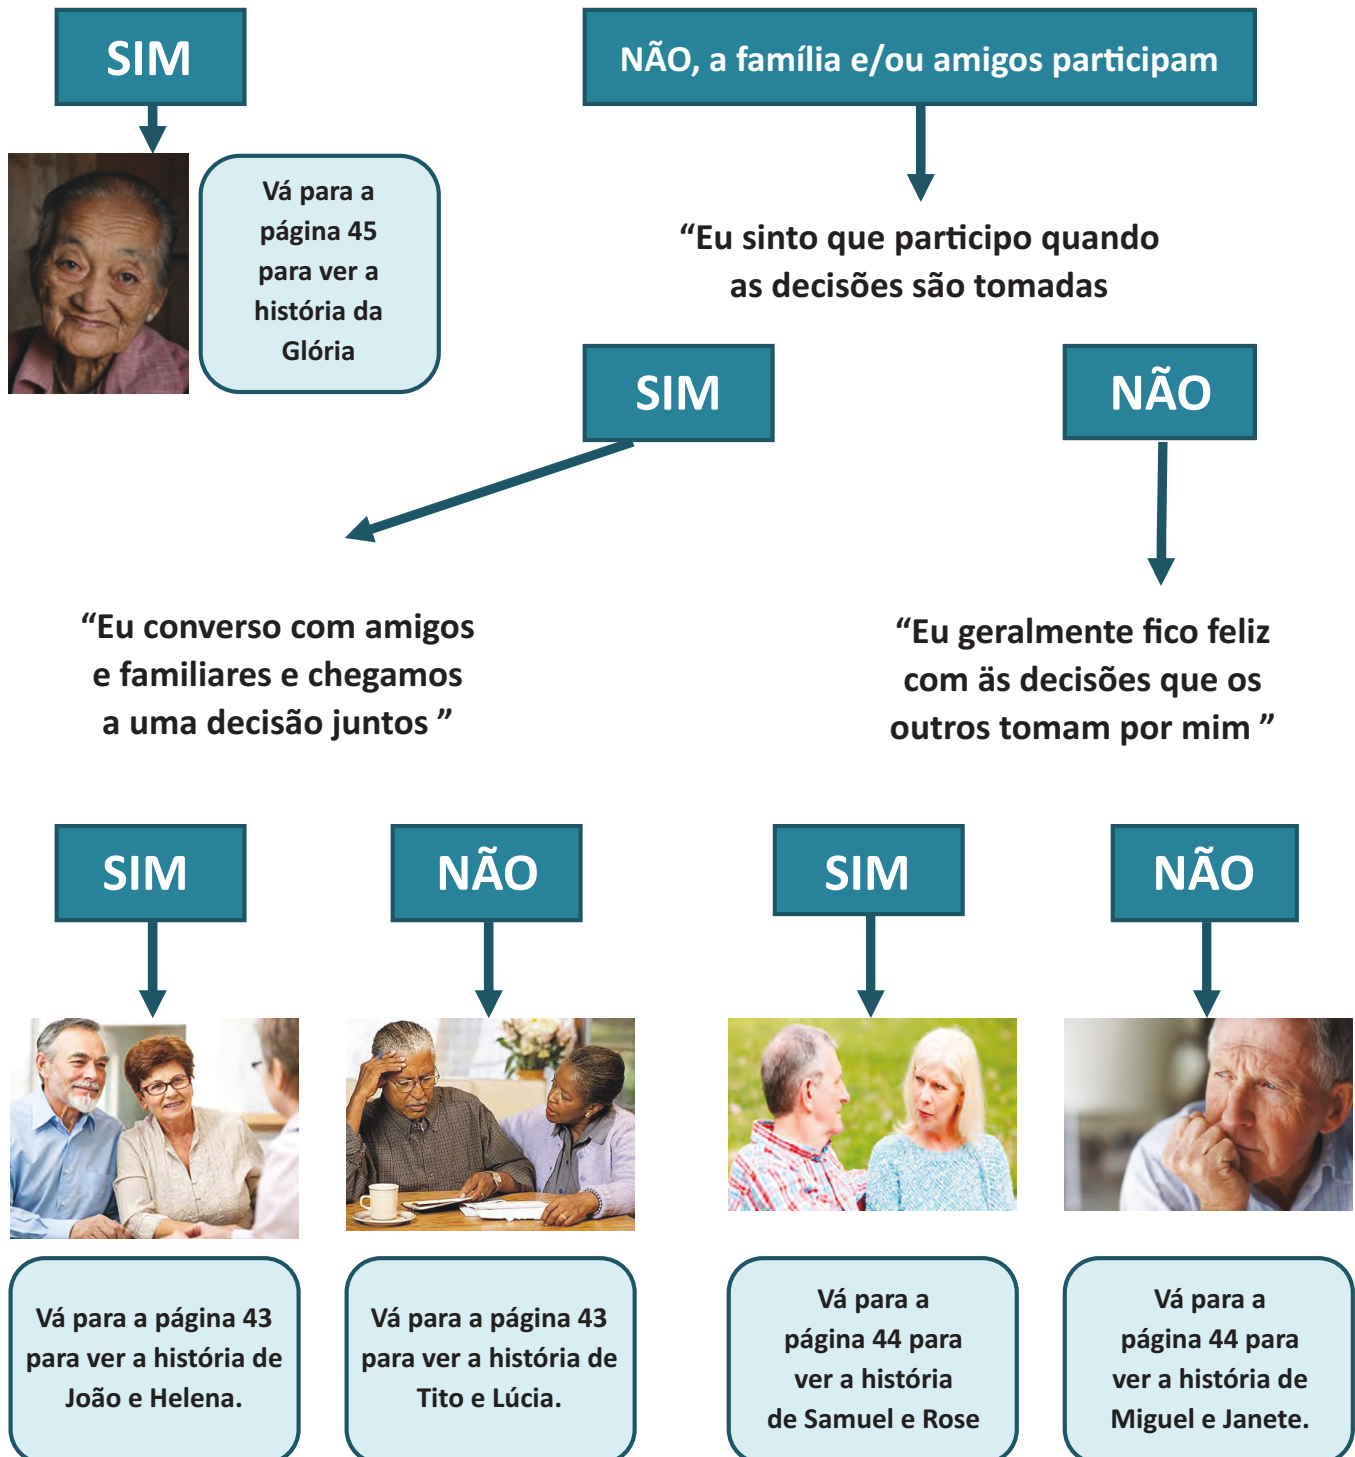 SIM
NÃO, a família e/ou amigos participam
Vá para a
página 45
para ver a
história da
Glória
“Eu sinto que participo quando
as decisões são tomadas
SIM
NÃO
“Eu converso com amigos
e familiares e chegamos
a uma decisão juntos ”
“Eu geralmente fico feliz
com äs decisões que os
outros tomam por mim ”
SIM
NÃO
SIM
NÃO
Vá para a página 43
para ver a história de
João e Helena.
Vá para a página 43
para ver a história de
Tito e Lúcia.
Vá para a
página 44 para
ver a história
de Samuel e Rose
Vá para a
página 44 para
ver a história de
Miguel e Janete.